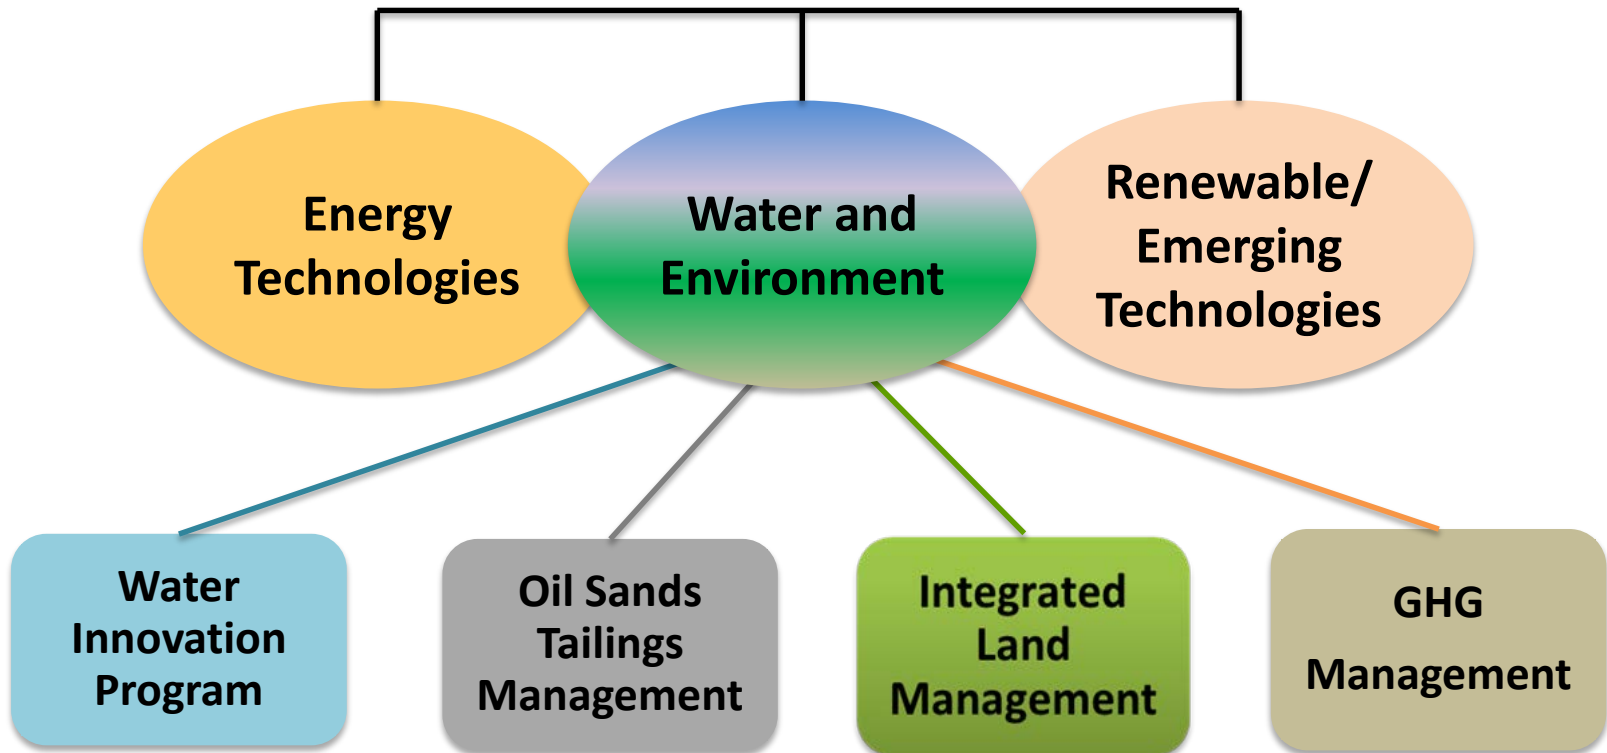 Energy
Technologies
Water and
Environment
Renewable/
Emerging
Technologies
Water
Innovation
Program
Oil Sands
Tailings
Management
Integrated
Land
Management
GHG
Management